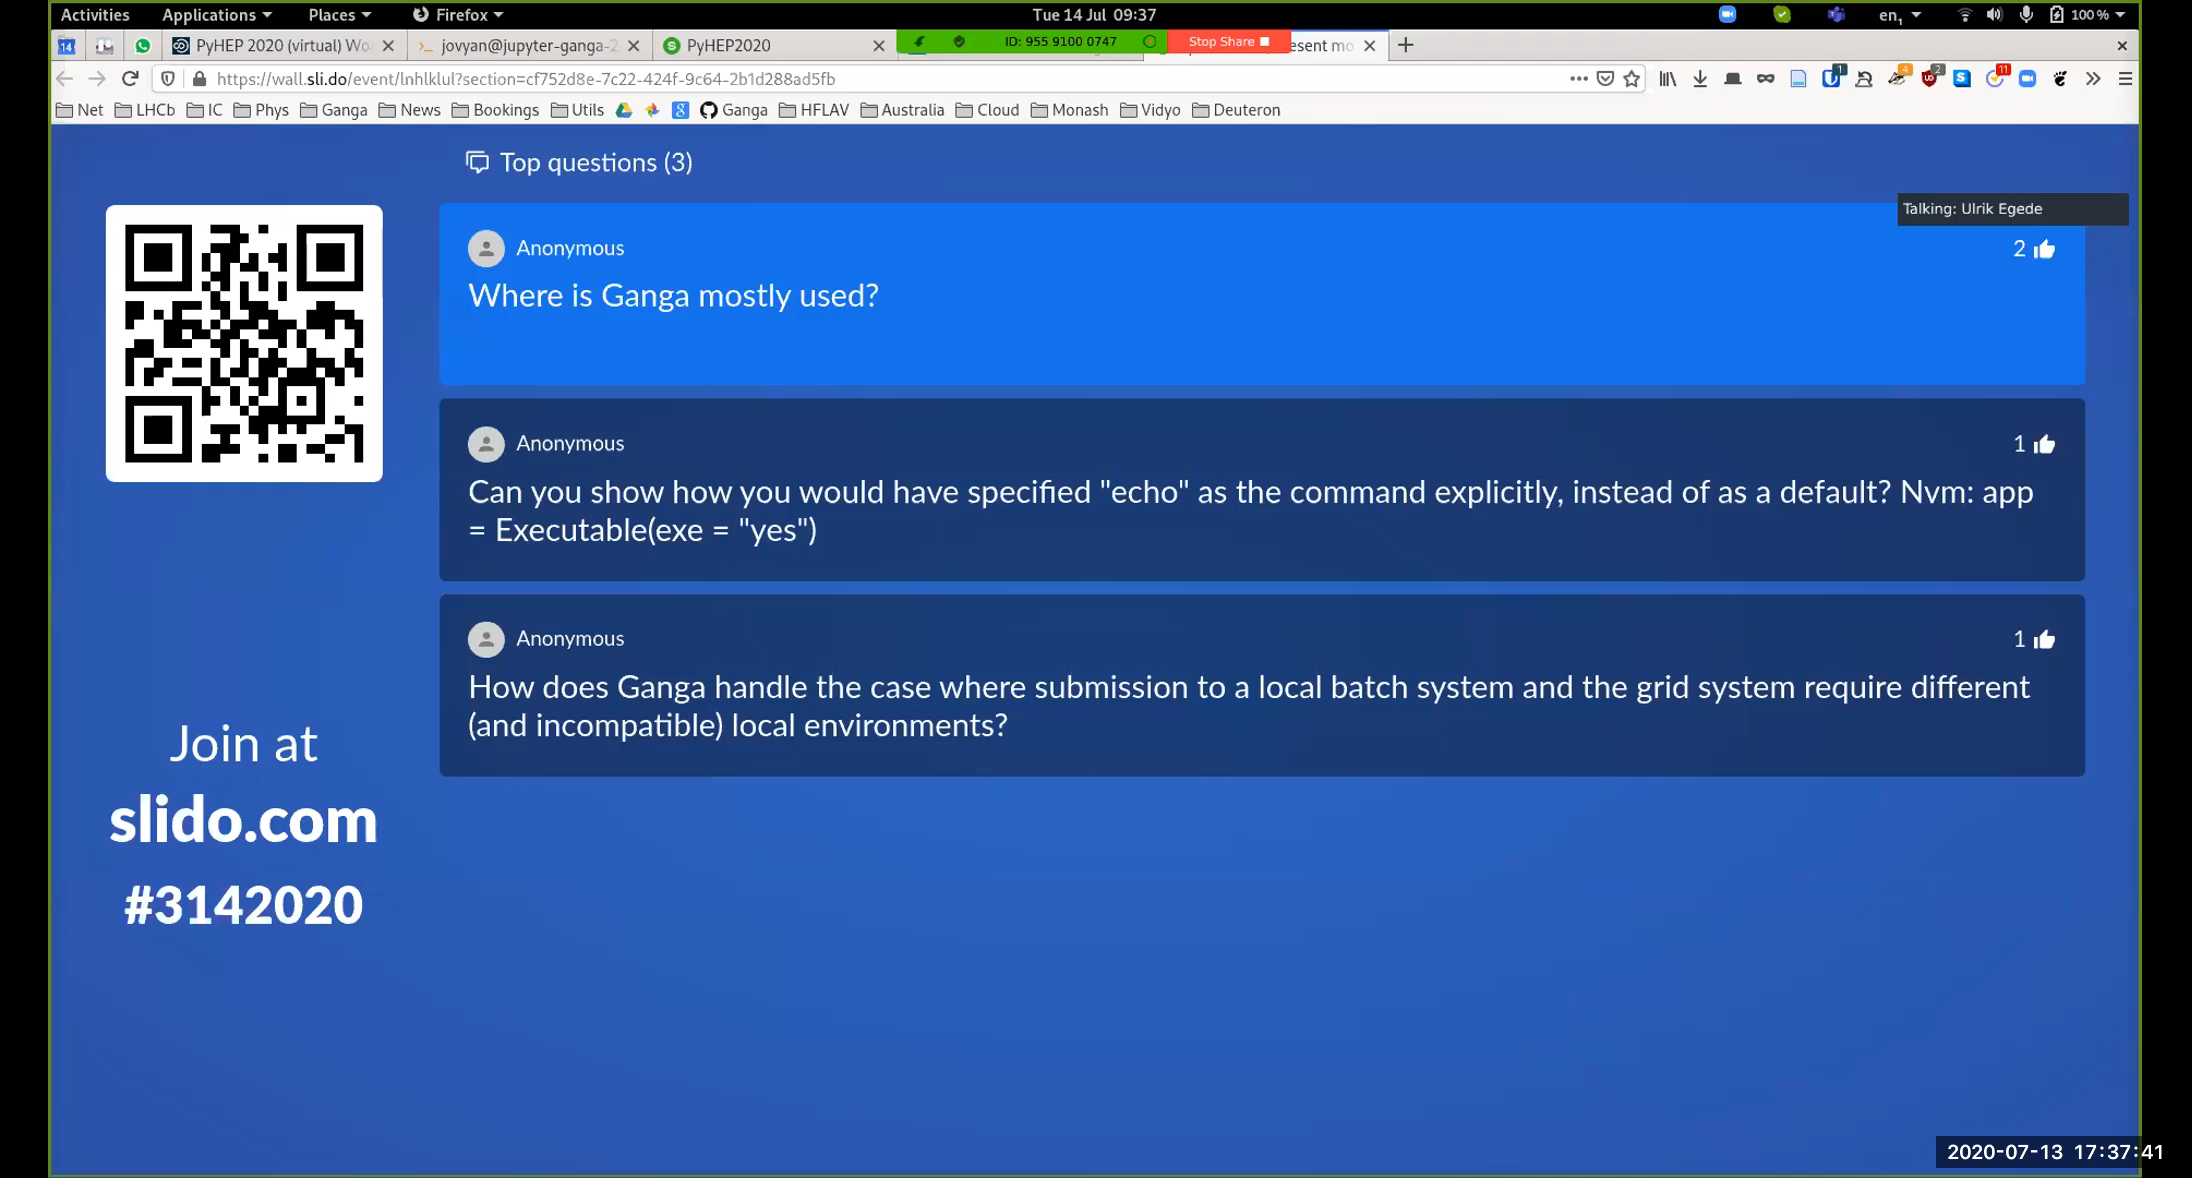 Activities Applications Places Firefox Tue 14 Jul 09:37 en1 100 %
14 PyHEP 2020 (virtual) Wo jovyan@jupyter-ganga-2 PyHEP2020 ID: 955 9100 0747 Stop Share esent mo
https://wall.sli.do/event/lnhlklul?section=cf752d8e-7c22-424f-9c64-2b1d288ad5fb
Net LHCb IC Phys Ganga News Bookings Utils Ganga HFLAV Australia Cloud Monash Vidyo Deuteron
Top questions (3)
Talking: Ulrik Egede
Anonymous 2
Where is Ganga mostly used?
Anonymous 1
Can you show how you would have specified "echo" as the command explicitly, instead of as a default? Nvm: app
= Executable(exe = "yes")
Anonymous 1
How does Ganga handle the case where submission to a local batch system and the grid system require different
(and incompatible) local environments?
Join at
slido.com
#3142020
2020-07-13 17:37:41